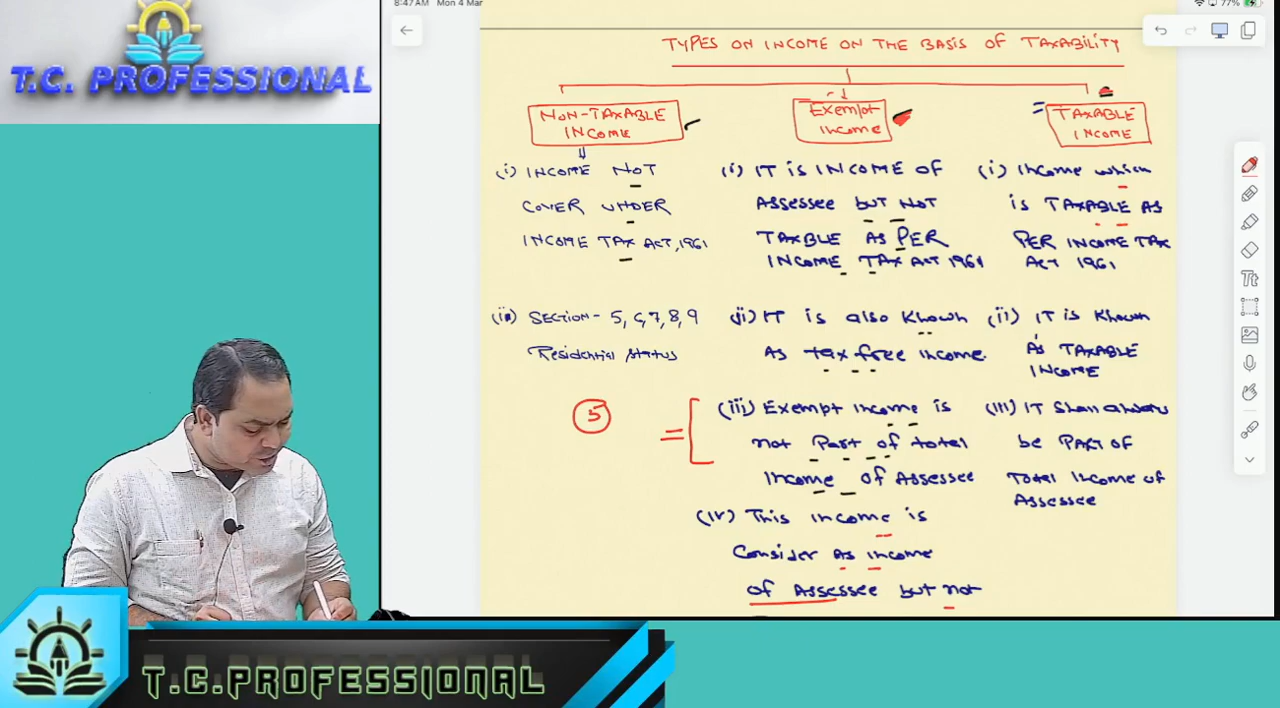 8:47AM Mon 4 Mar
77%
T.C. PROFESSIONAL
TYPES ON INCOME ON THE BASIS OF TAXABILITY
NON-TAXABLE
INCOME
(i) INCOME NOT
COVER UNDER
INCOME TAX ACT, 1961
(ii) SECTION - 5, 6, 7, 8, 9
Residential status
5
Exempt
Income
(i) IT IS INCOME OF
Assessee but NOT
TAXBLE AS PER
INCOME TAX ACT 1961
(ii) IT is also known
As tax free income.
(iii) Exempt income is
not Part of total
Income of Assessee
(iv) This income is
Consider As income
of Assessee but not
=
= TAXABLE
INCOME
(i) Income which
is TAXABLE AS
PER INCOME TAX
ACT 1961
(ii) IT is known
As TAXABLE
INCOME
(III) IT Shall always
be PART OF
Total Income of
Assessee
Tt
T.C.PROFESSIONAL